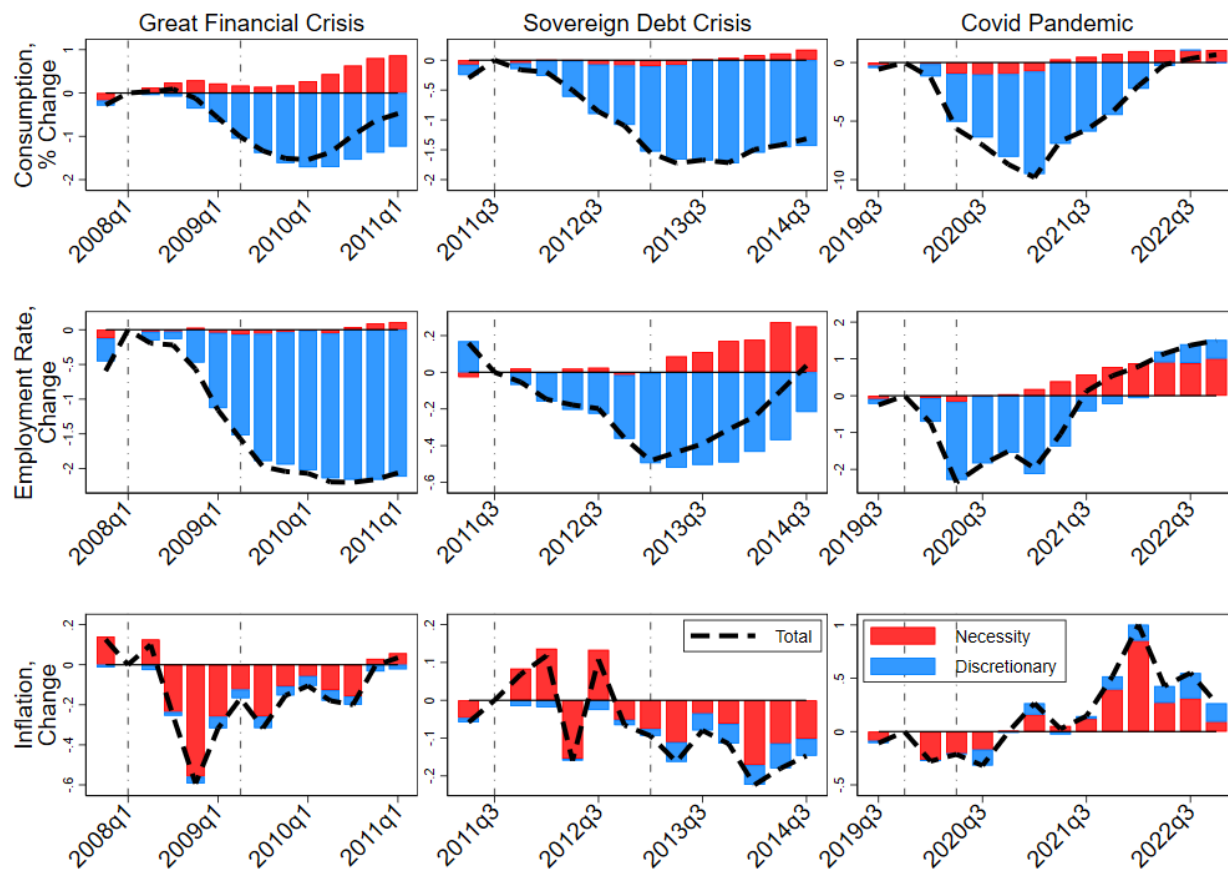 Great Financial Crisis
Sovereign Debt Crisis
Covid Pandemic
Consumption,
% Change
1
0
-1
-2
2008q1
2009q1
2010q1
2011q1
0
-.5
-1
-1.5
-2
2011q3
2012q3
2013q3
2014q3
0
-5
-10
2019q3
2020q3
2021q3
2022q3
Employment Rate,
Change
0
-.5
-1
-1.5
-2
2008q1
2009q1
2010q1
2011q1
.2
0
-.2
-.4
-.6
2011q3
2012q3
2013q3
2014q3
2
1
0
-1
-2
2019q3
2020q3
2021q3
2022q3
Inflation,
Change
.2
0
-.2
-.4
-.6
2008q1
2009q1
2010q1
2011q1
.2
.1
0
-.1
-.2
Total
2011q3
2012q3
2013q3
2014q3
1
.5
0
-.5
Necessity
Discretionary
2019q3
2020q3
2021q3
2022q3